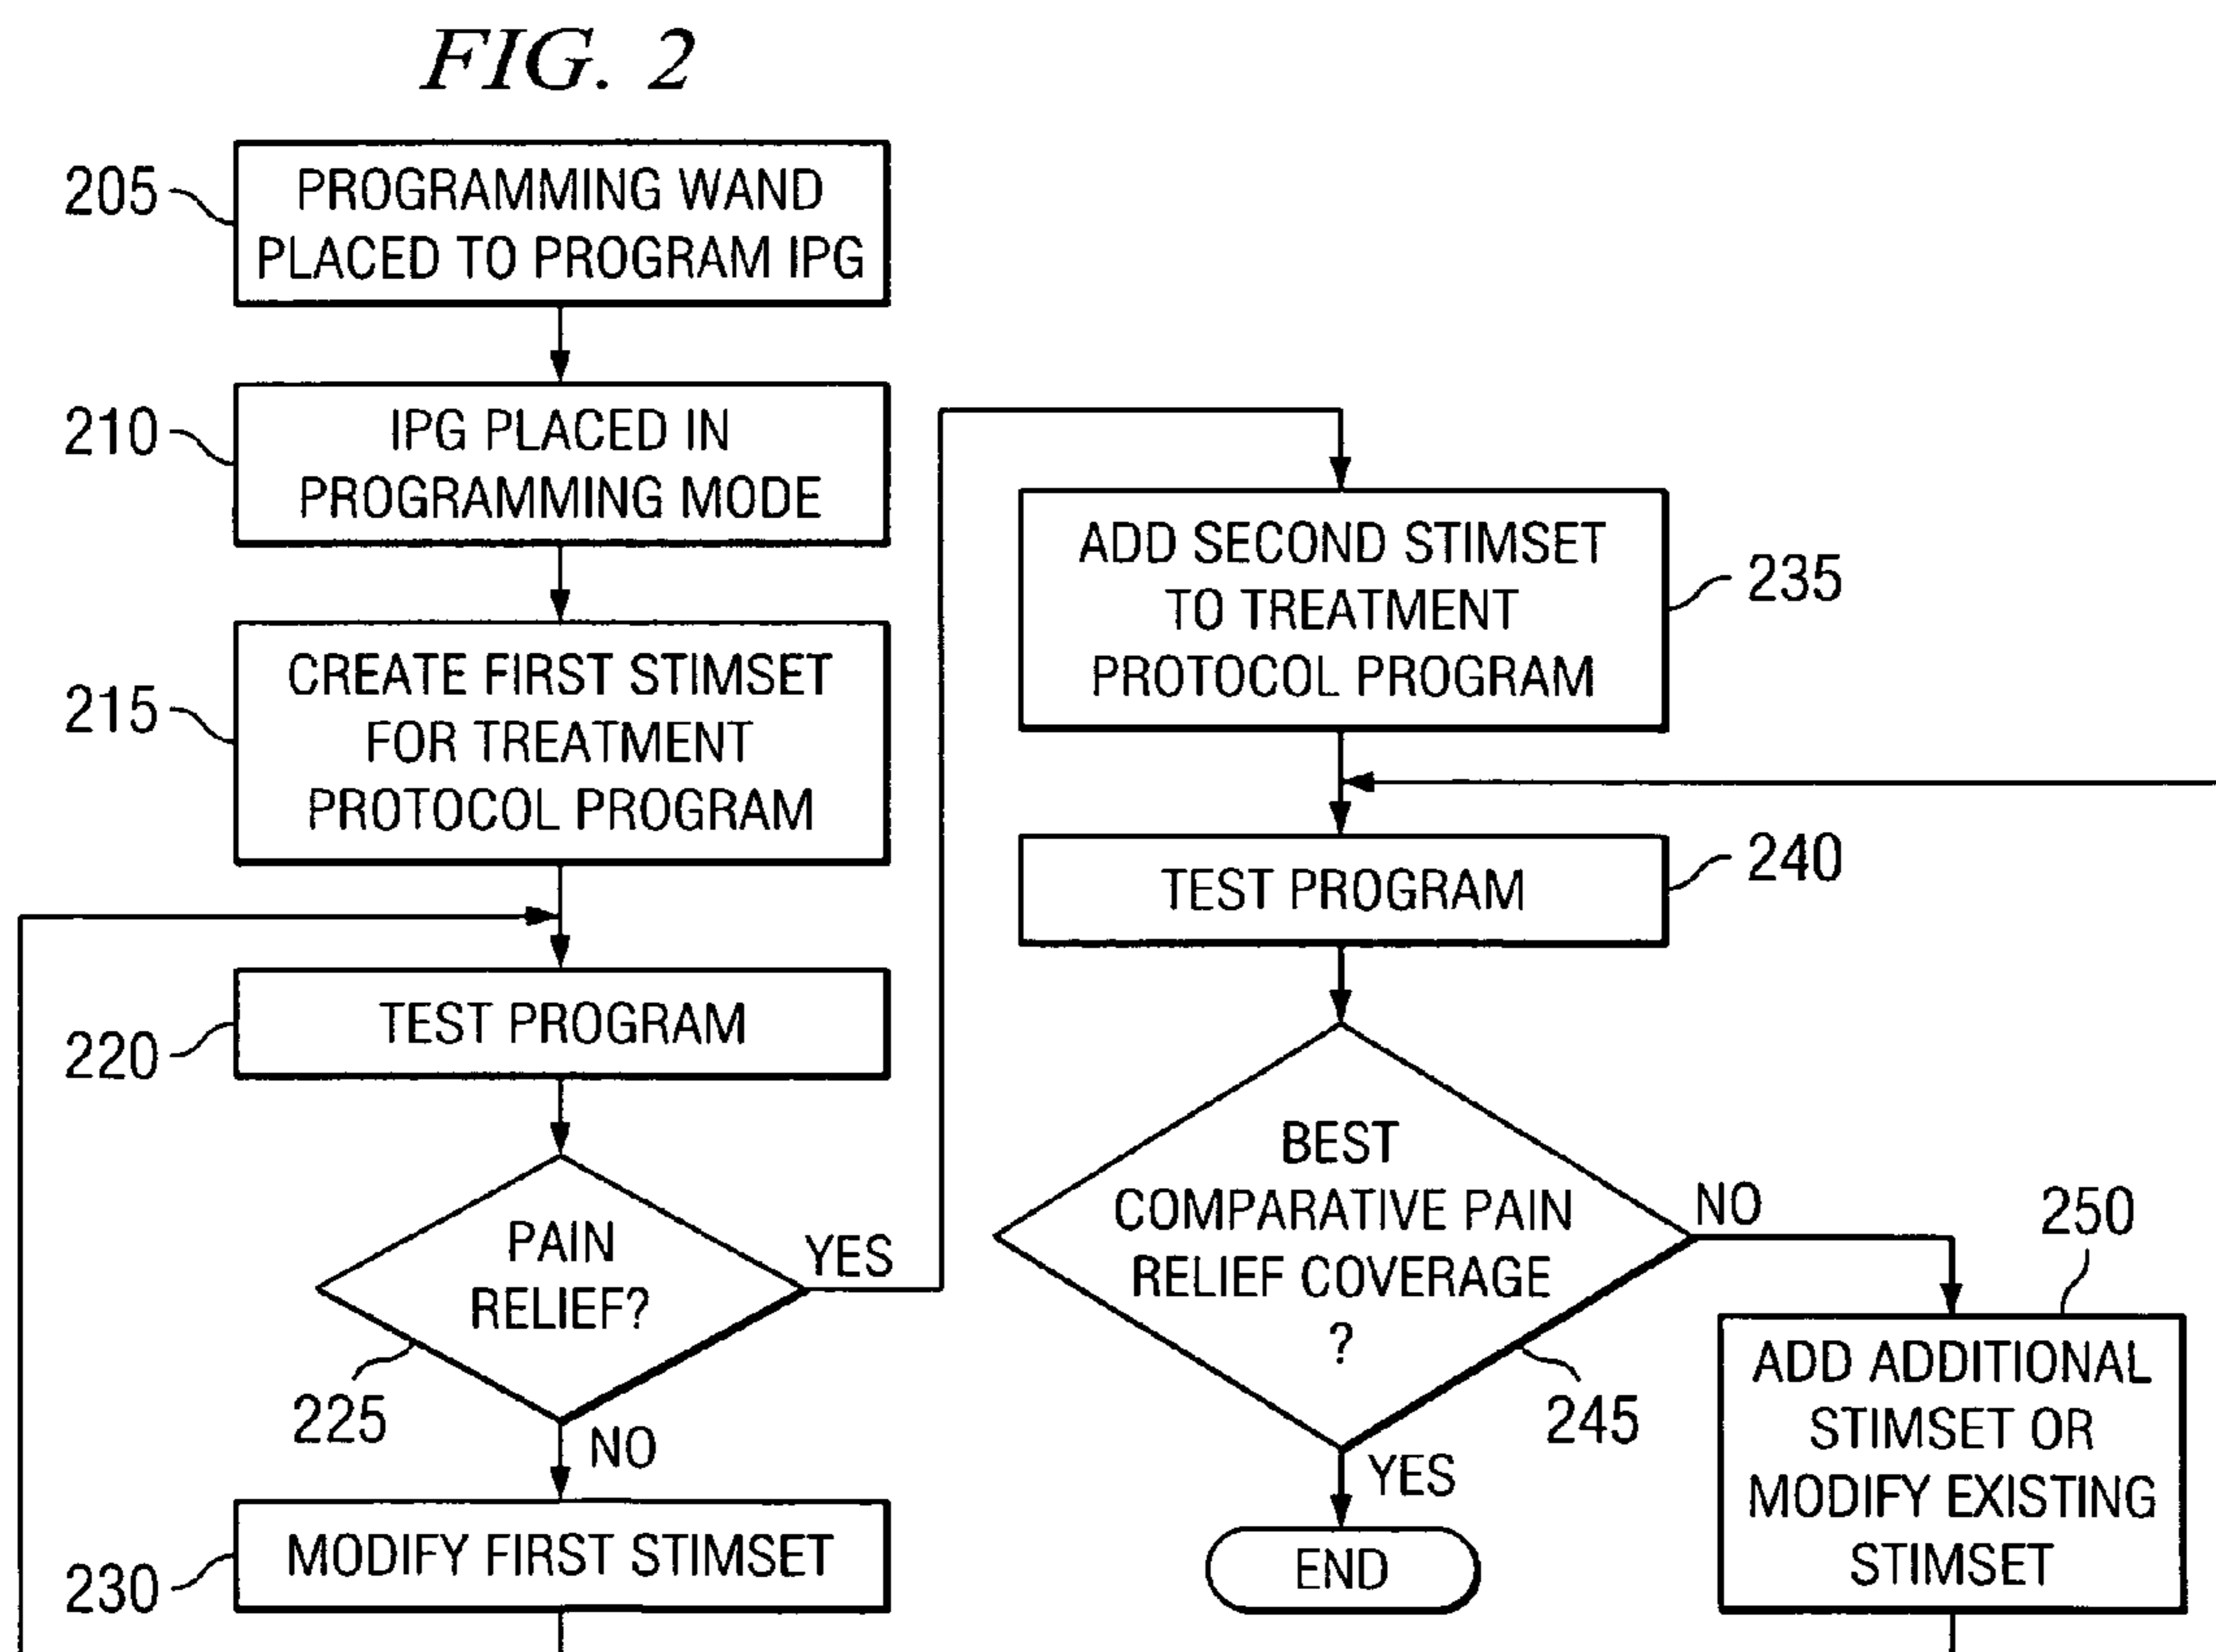 FIG. 2
205
PROGRAMMING WAND
PLACED TO PROGRAM IPG
210
IPG PLACED IN
PROGRAMMING MODE
215
CREATE FIRST STIMSET
FOR TREATMENT
PROTOCOL PROGRAM
220
TEST PROGRAM
PAIN
RELIEF?
YES
225
NO
230
MODIFY FIRST STIMSET
ADD SECOND STIMSET
TO TREATMENT
PROTOCOL PROGRAM
235
TEST PROGRAM
240
BEST
COMPARATIVE PAIN
RELIEF COVERAGE
?
NO
245
YES
END
250
ADD ADDITIONAL
STIMSET OR
MODIFY EXISTING
STIMSET